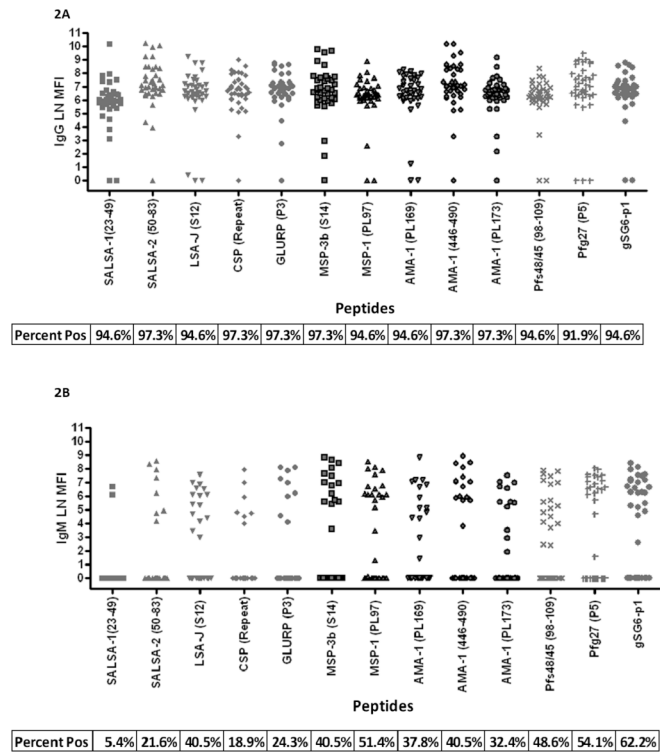 2A
IgG LN MFI
11
10
9
8
7
6
5
4
3
2
1
0
SALSA-1(23-49)
SALSA-2 (50-83)
LSA-J (S12)
CSP (Repeat)
GLURP (P3)
MSP-3b (S14)
MSP-1 (PL97)
AMA-1 (PL169)
AMA-1 (446-490)
AMA-1 (PL173)
Pfs48/45 (98-109)
Pfg27 (P5)
gSG6-p1
Peptides
Percent Pos 94.6% 97.3% 94.6% 97.3% 97.3% 97.3% 94.6% 94.6% 97.3% 97.3% 94.6% 91.9% 94.6%
2B
IgM LN MFI
11
10
9
8
7
6
5
4
3
2
1
0
SALSA-1(23-49)
SALSA-2 (50-83)
LSA-J (S12)
CSP (Repeat)
GLURP (P3)
MSP-3b (S14)
MSP-1 (PL97)
AMA-1 (PL169)
AMA-1 (446-490)
AMA-1 (PL173)
Pfs48/45 (98-109)
Pfg27 (P5)
gSG6-p1
Peptides
Percent Pos 5.4% 21.6% 40.5% 18.9% 24.3% 40.5% 51.4% 37.8% 40.5% 32.4% 48.6% 54.1% 62.2%